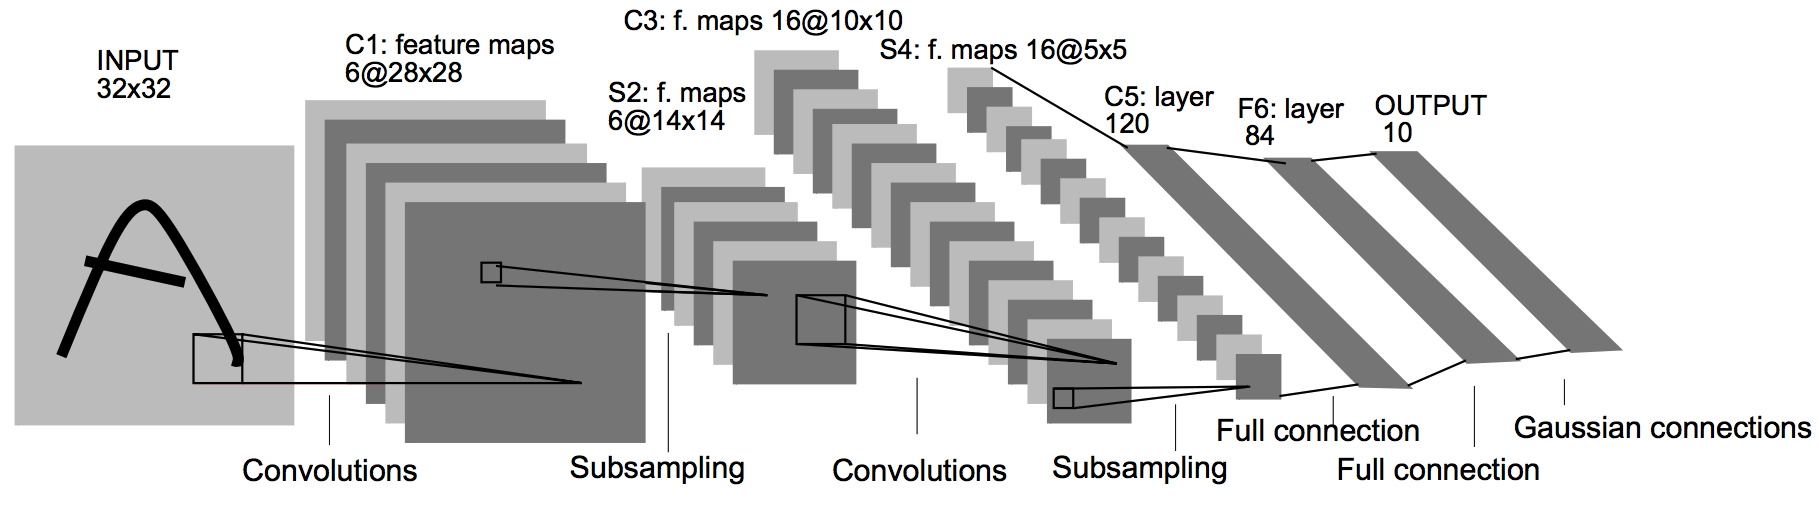 INPUT
32x32
C1: feature maps
6@28x28
S2: f. maps
6@14x14
C3: f. maps 16@10x10
S4: f. maps 16@5x5
C5: layer
120
F6: layer
84
OUTPUT
10
Convolutions
Subsampling
Convolutions
Subsampling
Full connection
Full connection
Gaussian connections